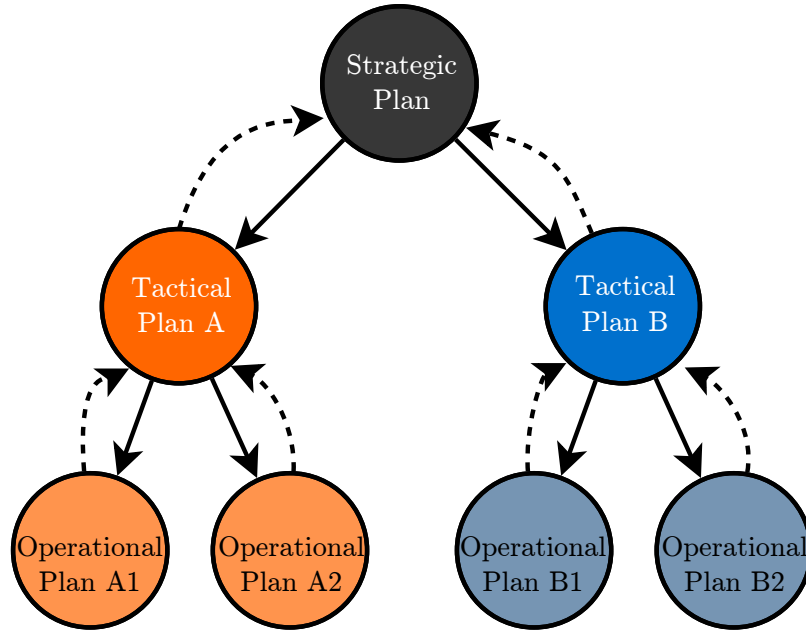 Strategic
Plan
Tactical
Plan A
Tactical
Plan B
Operational
Plan A1
Operational
Plan A2
Operational
Plan B1
Operational
Plan B2